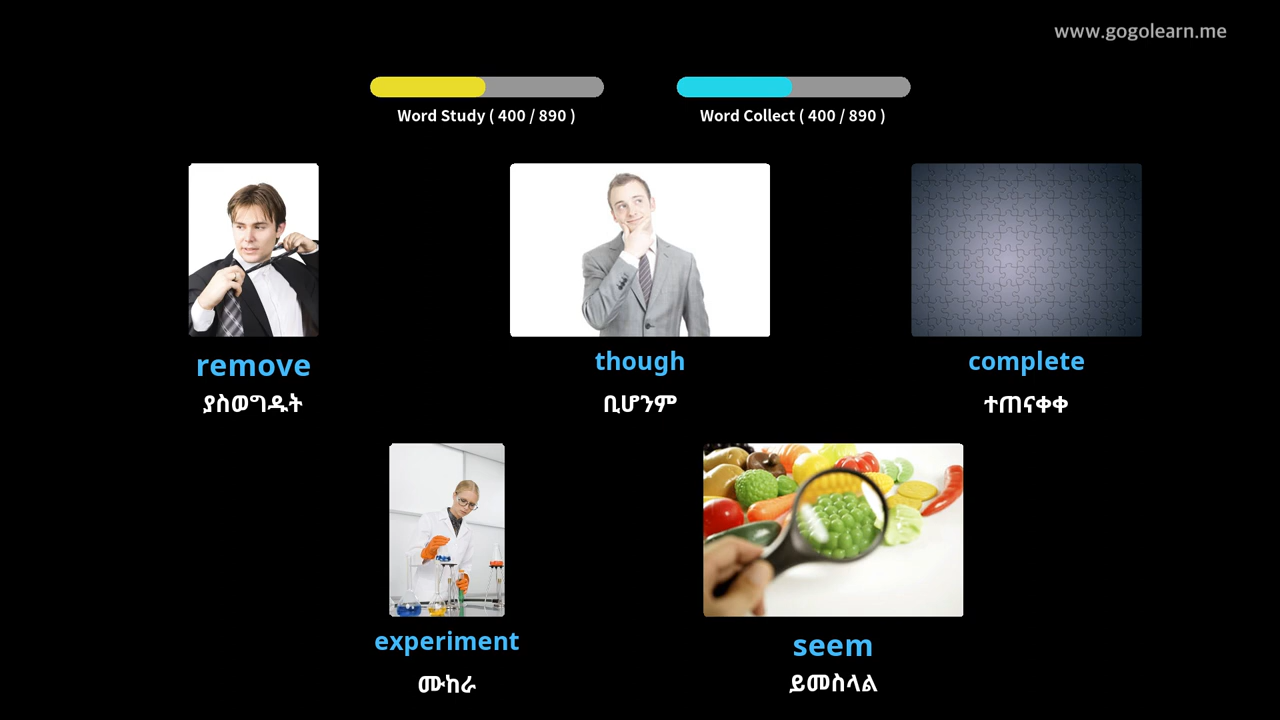 www.gogolearn.me
Word Study ( 400 / 890 )
Word Collect ( 400 / 890 )
remove
ያስወግዱት
though
ቢሆንም
complete
ተጠናቀቀ
experiment
ሙከራ
seem
ይመስላል